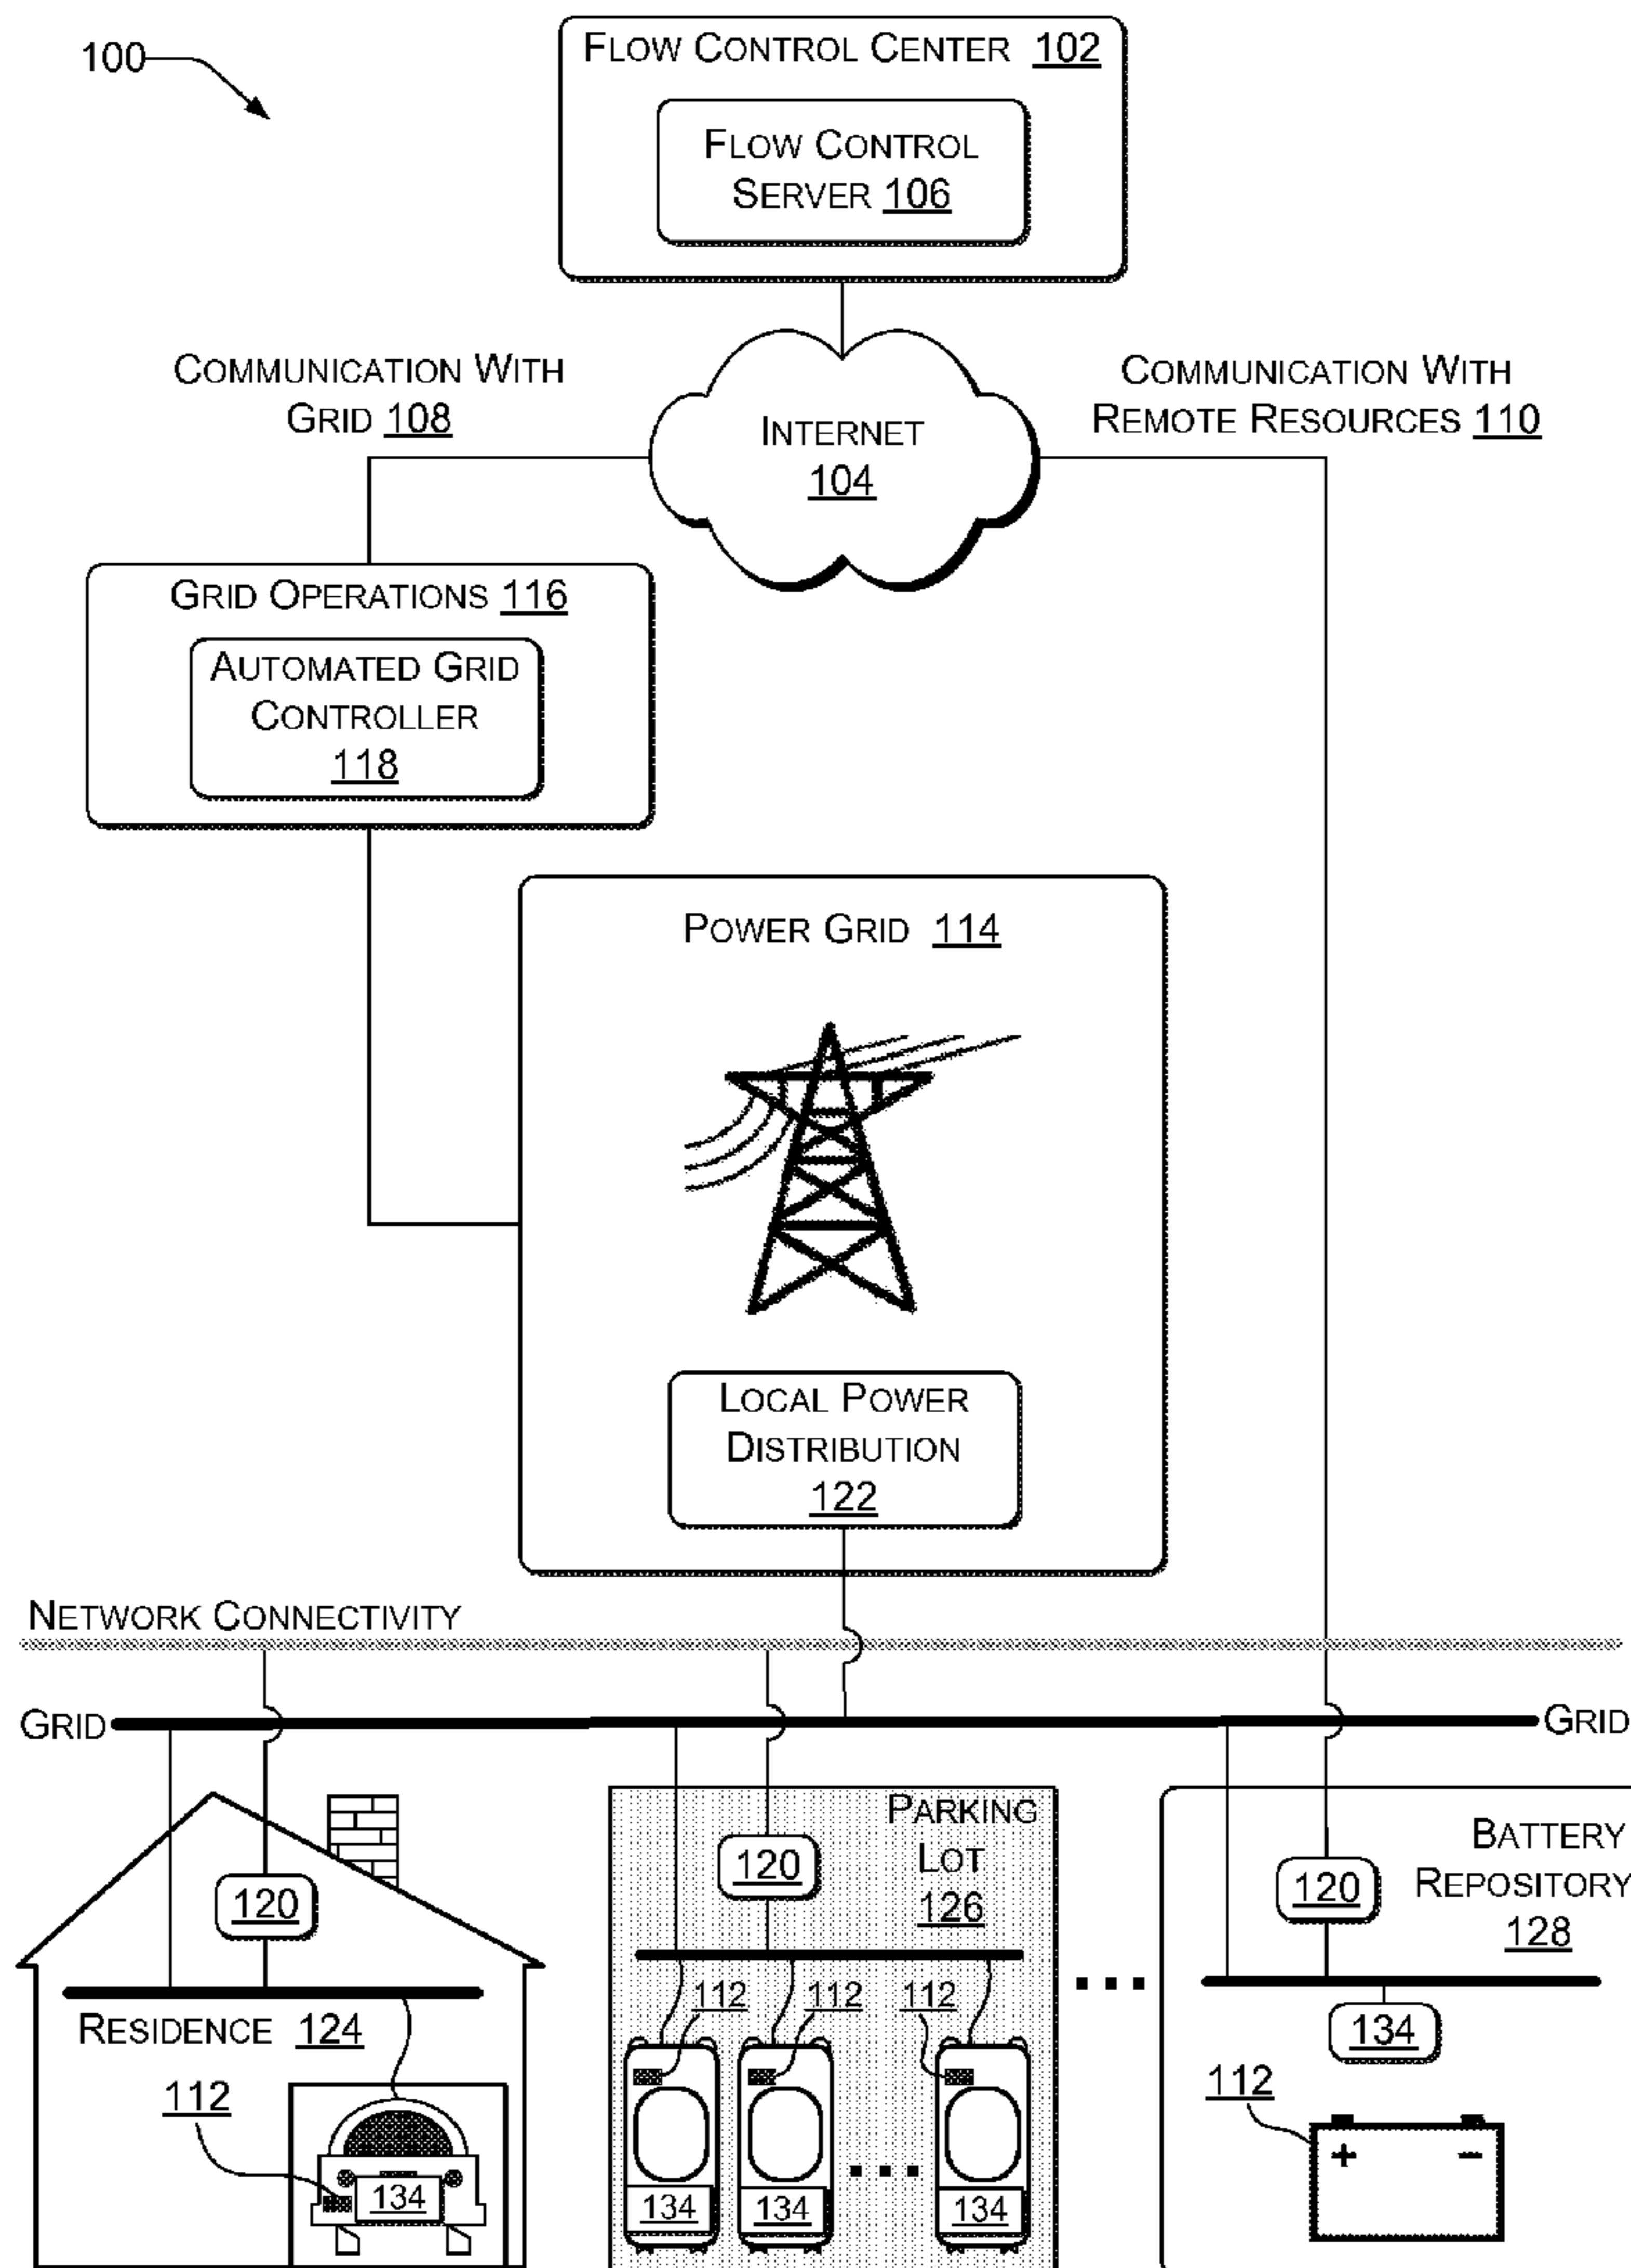 100
FLOW CONTROL CENTER 102
FLOW CONTROL
SERVER 106
COMMUNICATION WITH
GRID 108
INTERNET
104
COMMUNICATION WITH
REMOTE RESOURCES 110
GRID OPERATIONS 116
AUTOMATED GRID
CONTROLLER
118
POWER GRID 114
LOCAL POWER
DISTRIBUTION
122
NETWORK CONNECTIVITY
GRID
GRID
120
RESIDENCE 124
112
134
PARKING
LOT
126
120
112
112
112
134
134
134
BATTERY
REPOSITORY
128
120
134
112
+
−